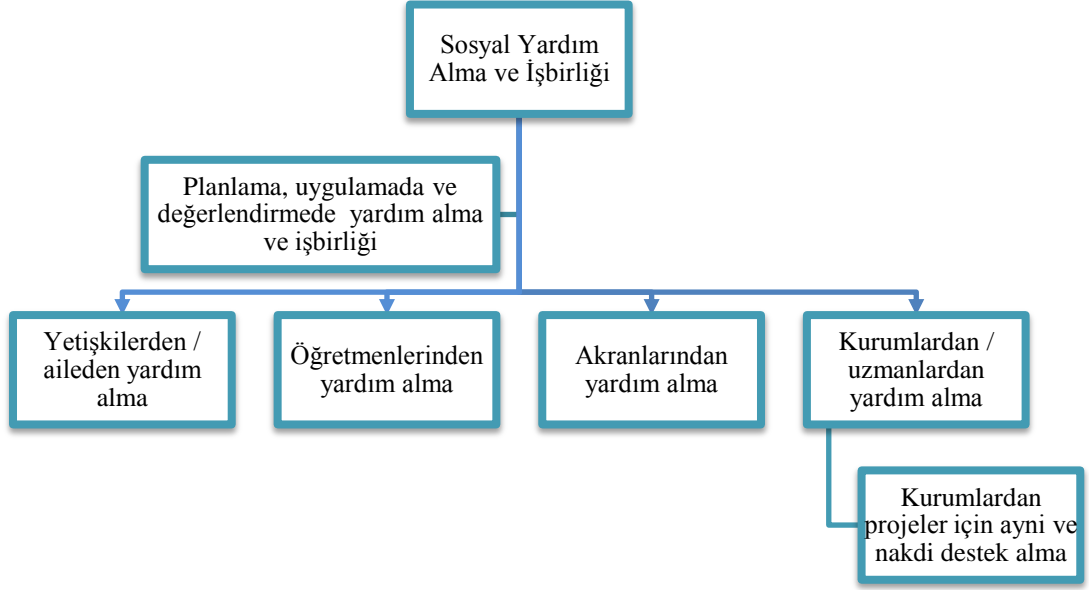 Sosyal Yardım
Alma ve İşbirliği
Planlama, uygulamada ve
değerlendirmede yardım alma
ve işbirliği
Yetişkilerden /
aileden yardım
alma
Öğretmenlerinden
yardım alma
Akranlarından
yardım alma
Kurumlardan /
uzmanlardan
yardım alma
Kurumlardan
projeler için ayni ve
nakdi destek alma